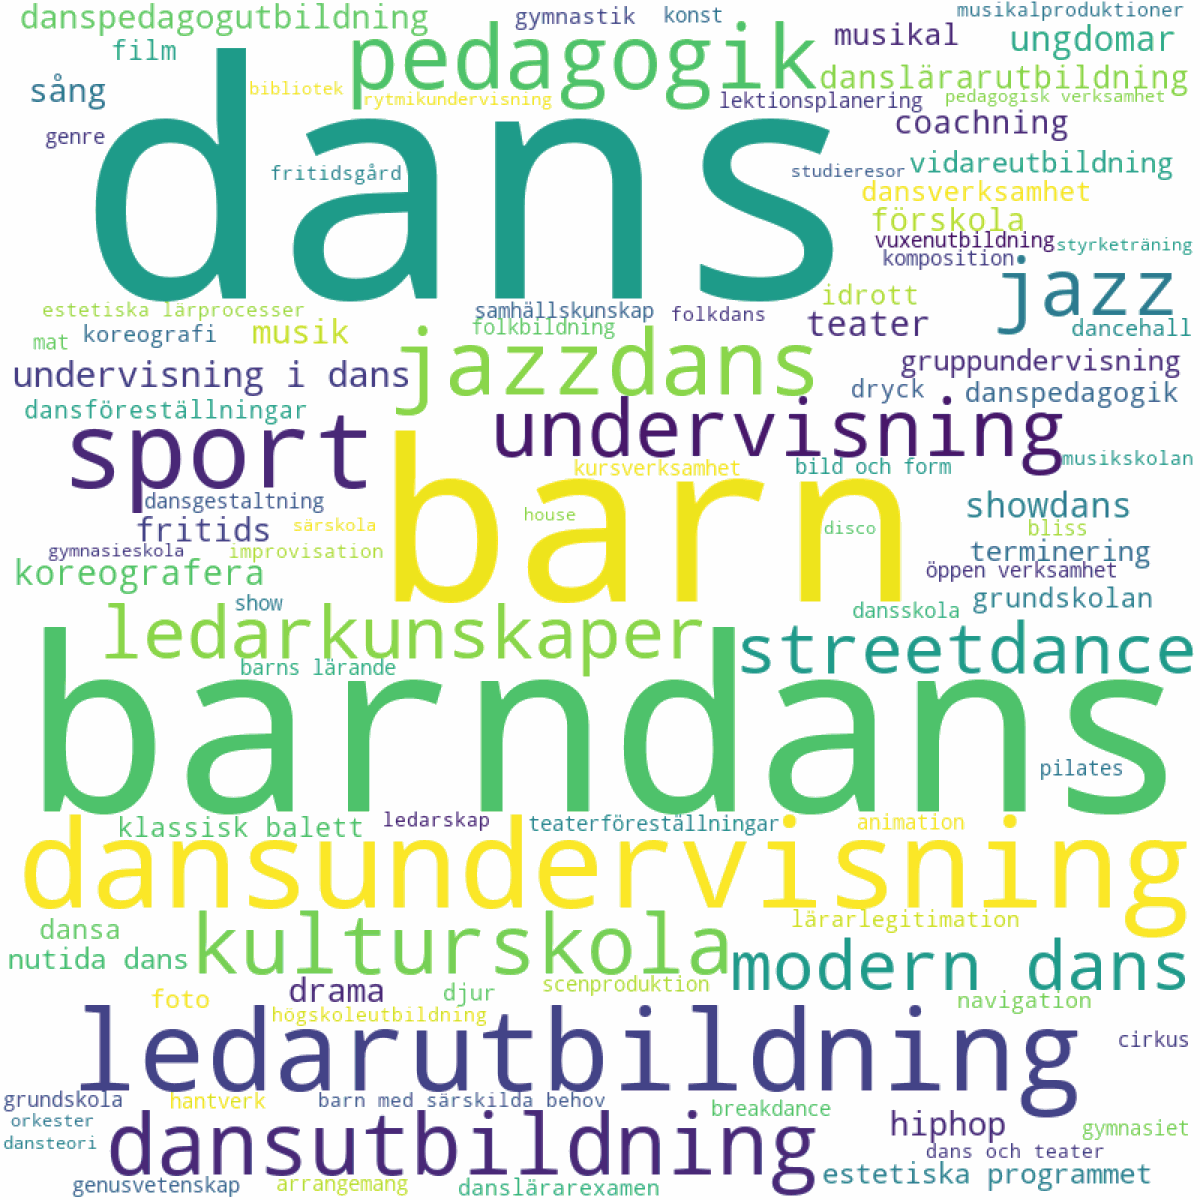 danspedagogutbildning
gymnastik
konst
musikalproduktioner
film
pedagogik
musikal
ungdomar
sång
bibliotek
rytmikundervisning
danslärarutbildning
lektionsplanering
pedagogisk verksamhet
genre
dans
coachning
fritidsgård
studieresor
vidareutbildning
dansverksamhet
förskola
vuxenutbildning
styrketräning
komposition
jazz
estetiska lärprocesser
samhällskunskap
folkdans
idrott
mat
koreografi
musik
folkbildning
teater
dancehall
undervisning i dans
jazzdans
gruppundervisning
dansföreställningar
dryck
danspedagogik
sport
undervisning
kursverksamhet
bild och form
musikskolan
dansgestaltning
barn
showdans
fritids
särskola
house
disco
bliss
gymnasieskola
improvisation
terminering
koreografera
öppen verksamhet
show
dansskola
grundskolan
ledarkunskaper
streetdance
barns lärande
barndans
pilates
klassisk balett
ledarskap
teaterföreställningar
animation
dansundervisning
dansa
kulturskola
lärarlegitimation
nutida dans
modern dans
drama
djur
scenproduktion
foto
högskoleutbildning
navigation
ledarutbildning
cirkus
grundskola
hantverk
barn med särskilda behov
breakdance
orkester
dansutbildning
hiphop
gymnasiet
dansteori
dans och teater
genusvetenskap
arrangemang
danslärarexamen
estetiska programmet